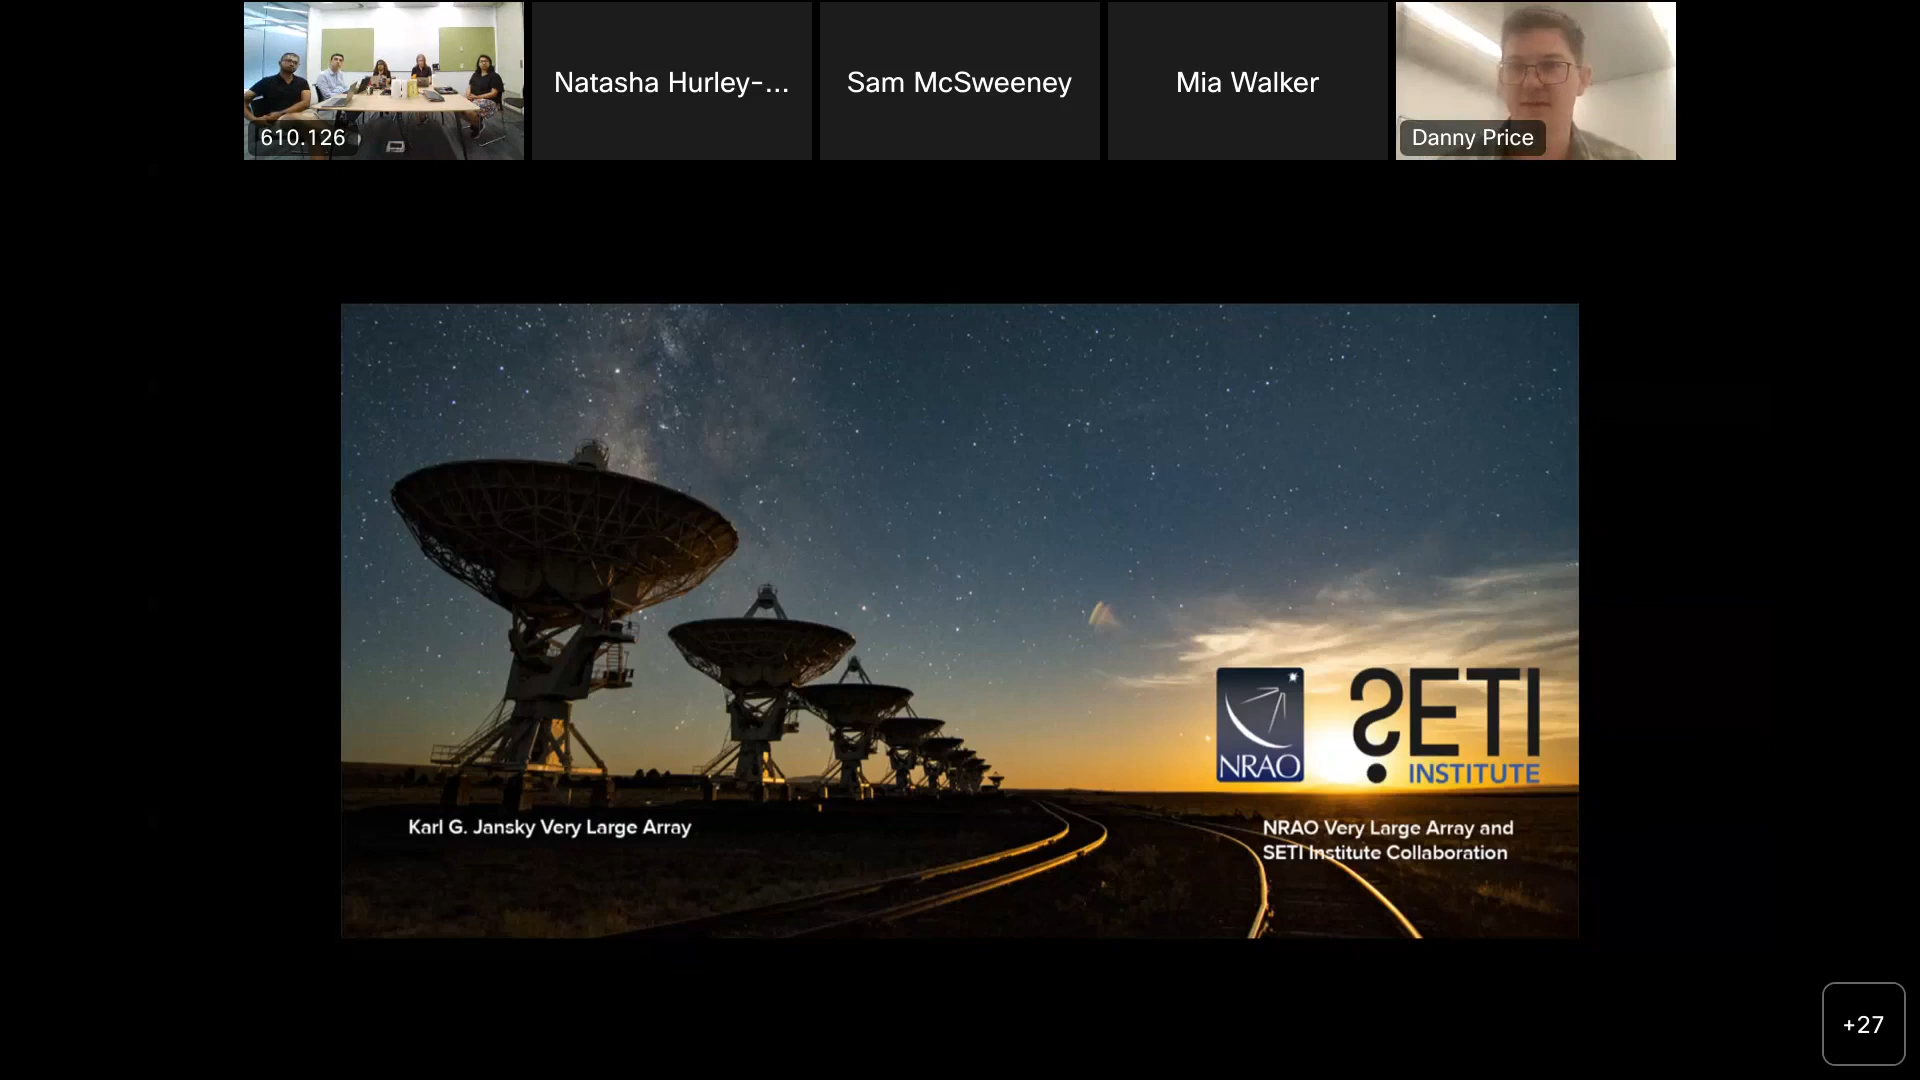 610.126
Natasha Hurley-...
Sam McSweeney
Mia Walker
Danny Price
NRAO
SETI
INSTITUTE
Karl G. Jansky Very Large Array
NRAO Very Large Array and
SETI Institute Collaboration
+27